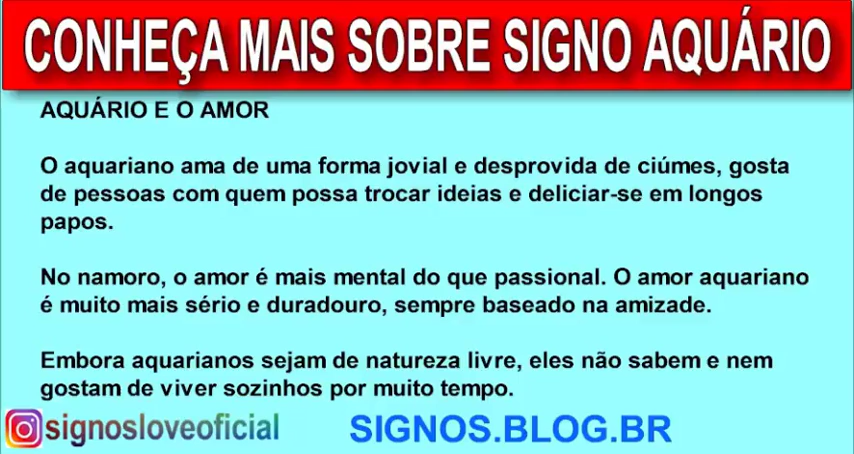 CONHEÇA MAIS SOBRE SIGNO AQUÁRIO
AQUÁRIO E O AMOR
O aquariano ama de uma forma jovial e desprovida de ciúmes, gosta
de pessoas com quem possa trocar ideias e deliciar-se em longos
papos.
No namoro, o amor é mais mental do que passional. O amor aquariano
é muito mais sério e duradouro, sempre baseado na amizade.
Embora aquarianos sejam de natureza livre, eles não sabem e nem
gostam de viver sozinhos por muito tempo.
signosloveoficial SIGNOS.BLOG.BR